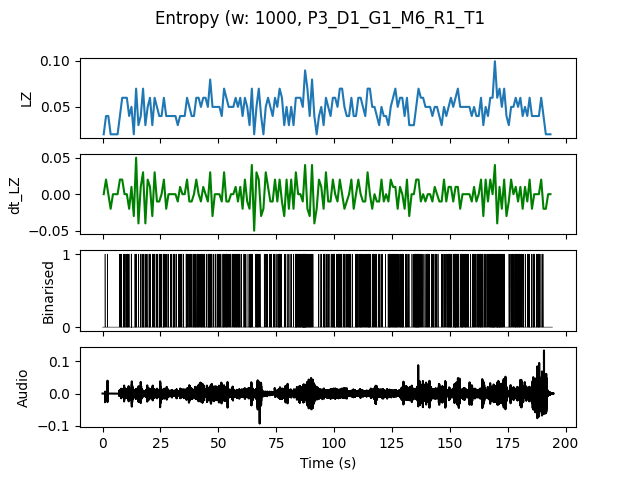 Entropy (w: 1000, P3_D1_G1_M6_R1_T1
0.10
0.05
LZ
0.05
0.00
−0.05
dt_LZ
1
0
Binarised
0.1
0.0
−0.1
Audio
0 25 50 75 100 125 150 175 200
Time (s)